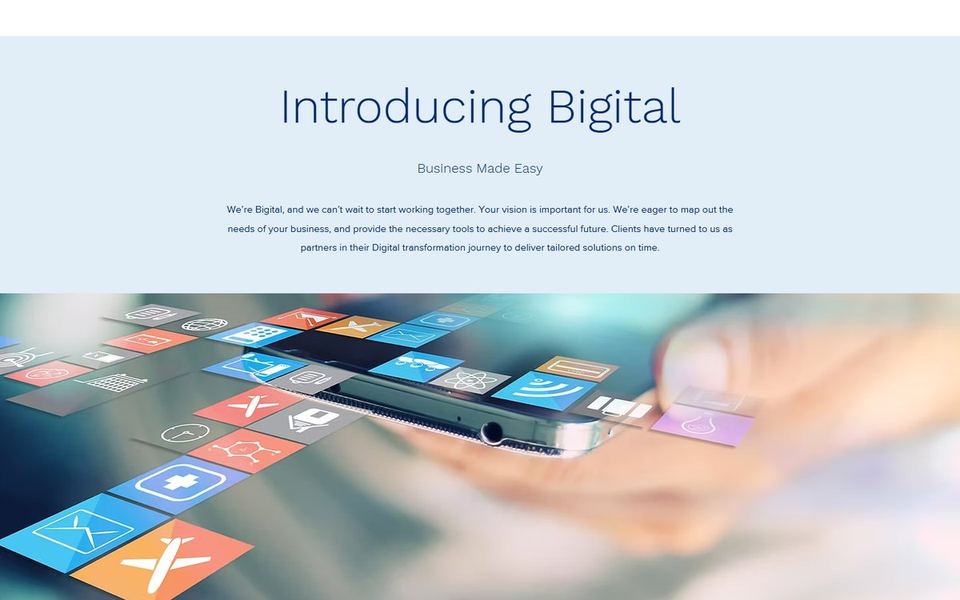 Introducing Bigital
Business Made Easy
We're Bigital, and we can't wait to start working together. Your vision is important for us. We're eager to map out the
needs of your business, and provide the necessary tools to achieve a successful future. Clients have turned to us as
partners in their Digital transformation journey to deliver tailored solutions on time.